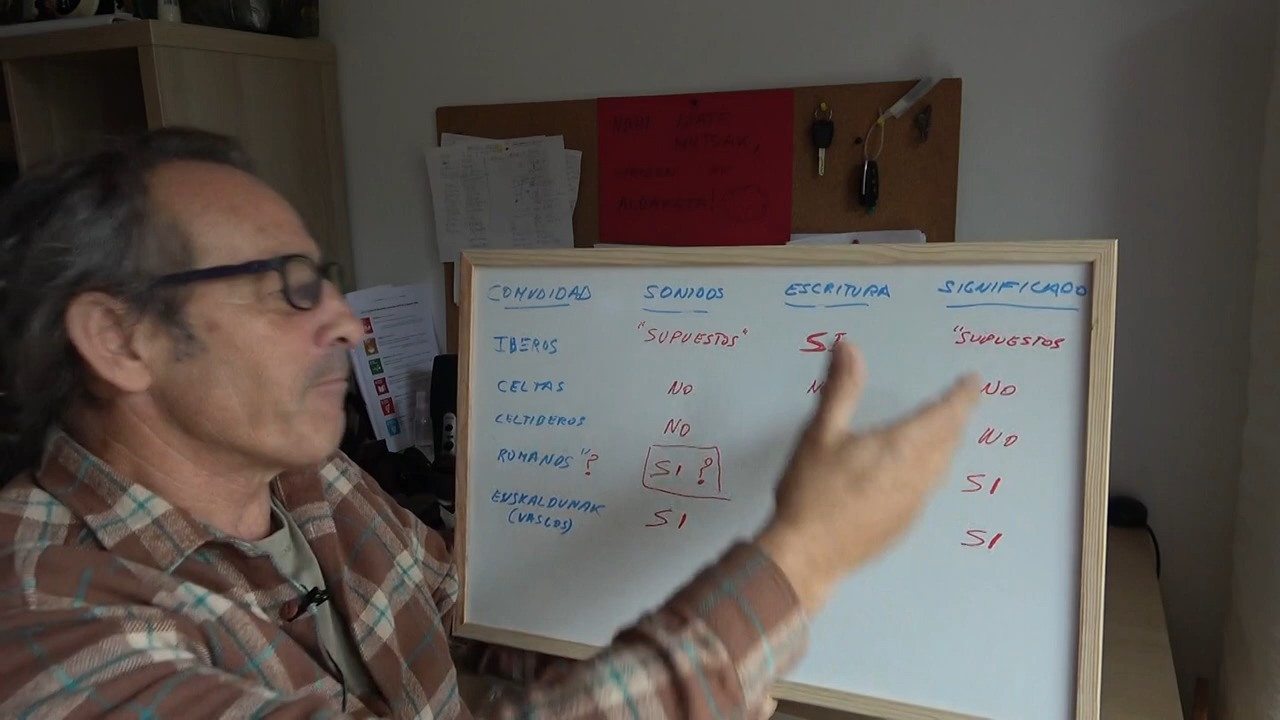 COMUDIDAD SONIDOS ESCRITURA SIGNIFICADO
IBEROS "SUPUESTOS" SI "SUPUESTOS
CELTAS NO NO
CELTIBEROS NO NO
ROMANOS"? SI ? SI
EUSKALDUNAK SI SI
(VASCOS)